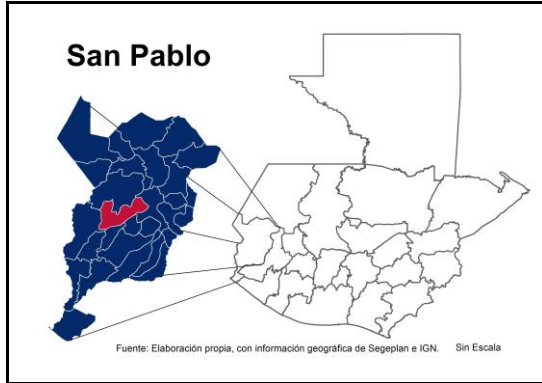 San Pablo
Fuente: Elaboración propia, con información geográfica de Segeplan e IGN. Sin Escala